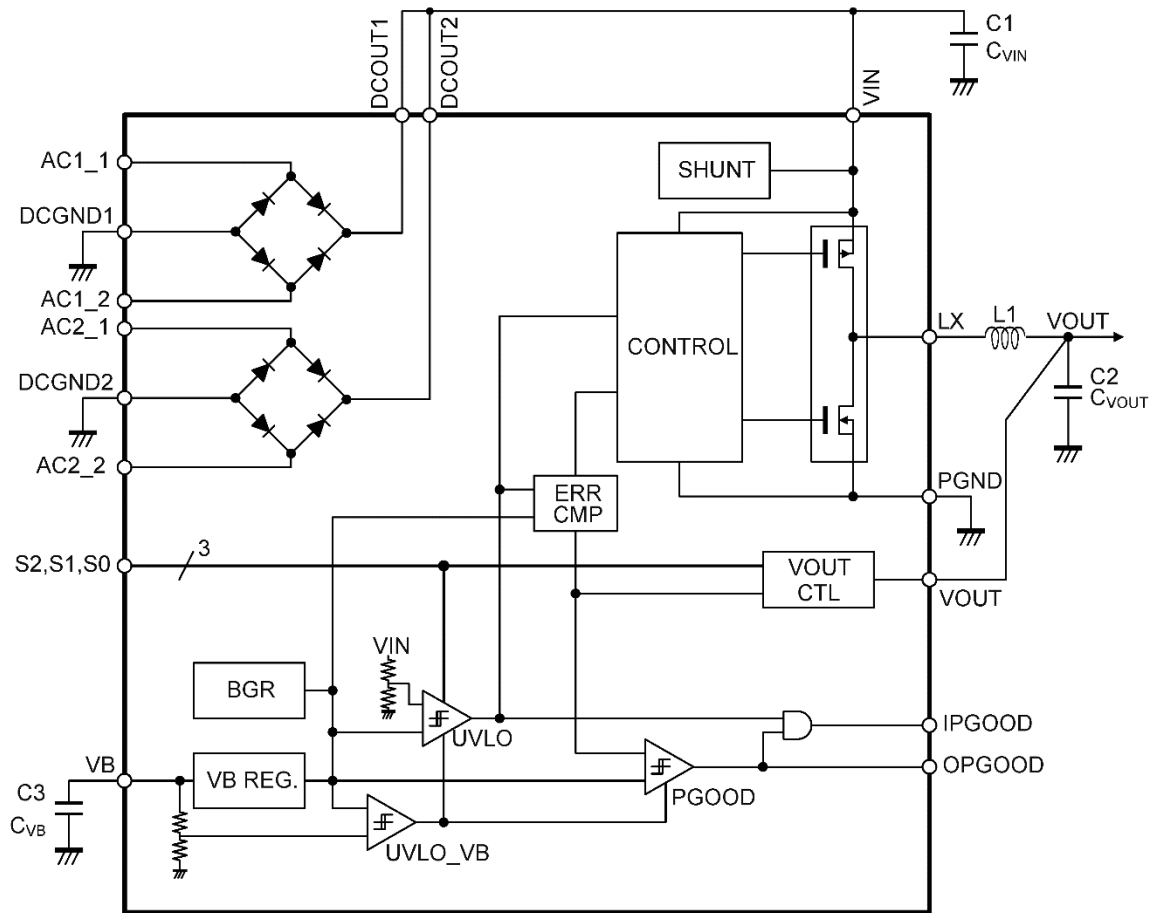 DCOUT1
DCOUT2
VIN
C1
CVIN
AC1_1
DCGND1
AC1_2
AC2_1
DCGND2
AC2_2
SHUNT
CONTROL
LX
L1
VOUT
C2
CVOUT
PGND
ERR
CMP
S2,S1,S0
3
VOUT
CTL
VOUT
VIN
BGR
UVLO
IPGOOD
OPGOOD
VB
VB REG.
PGOOD
C3
CVB
UVLO_VB